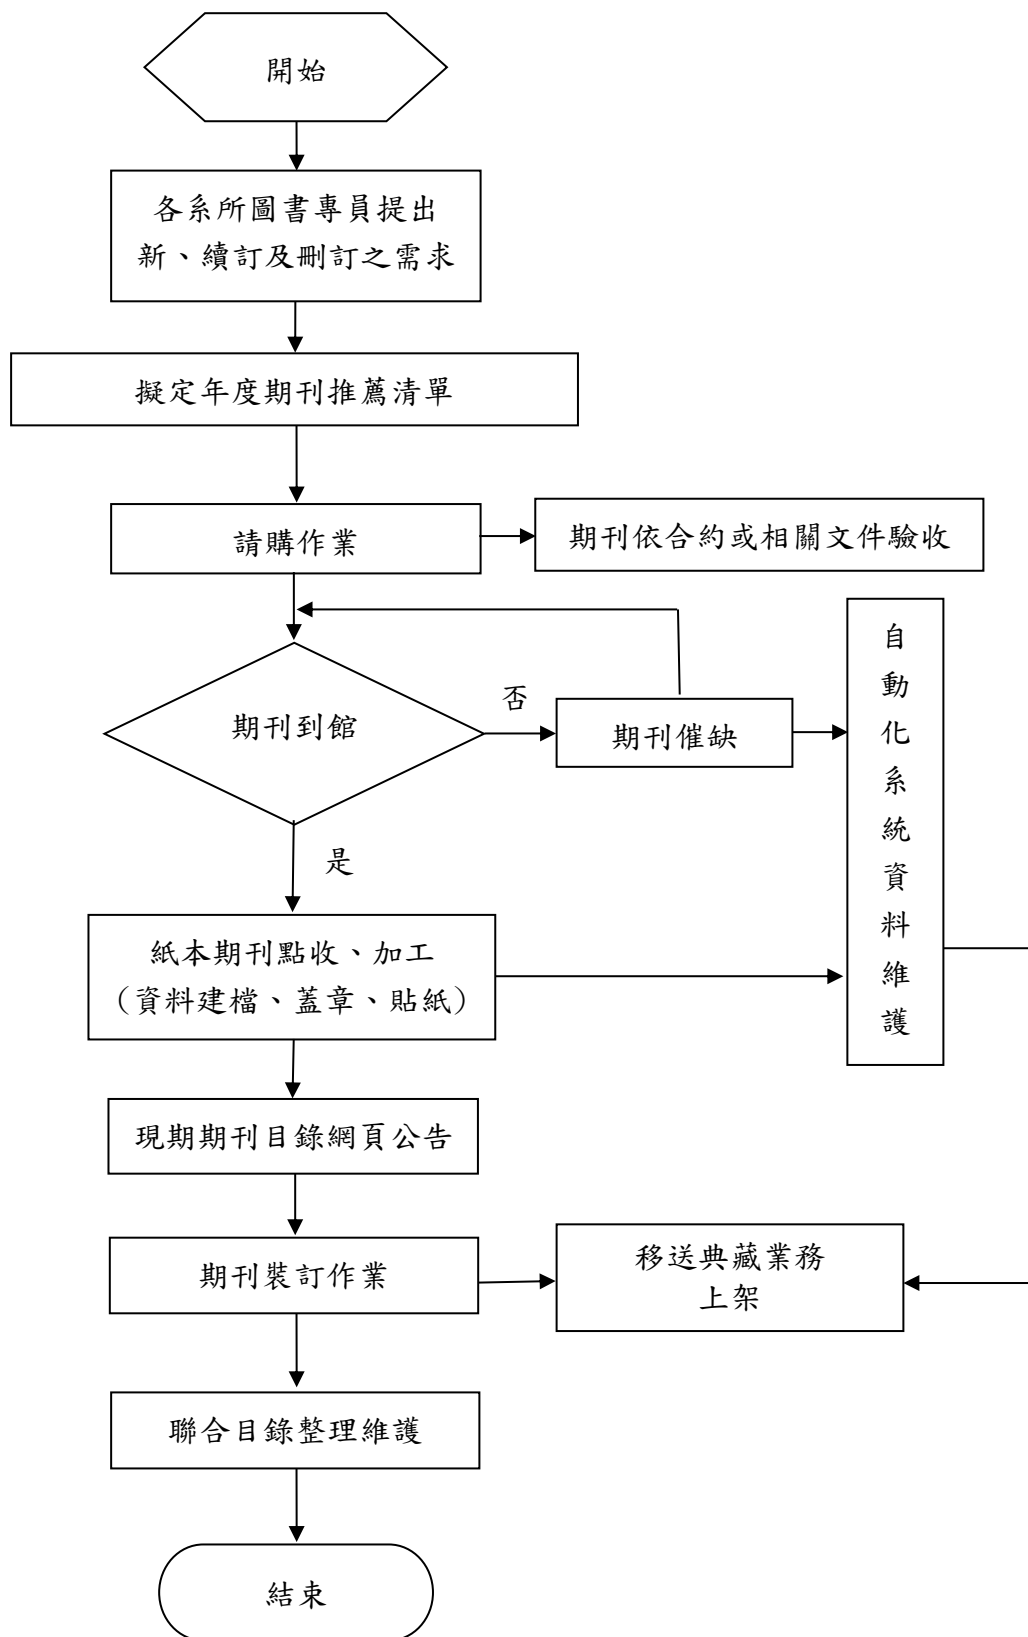 開始
各系所圖書專員提出
新、續訂及刪訂之需求
擬定年度期刊推薦清單
請購作業
期刊依合約或相關文件驗收
期刊到館
否
期刊催缺
自動化系統資料維護
是
紙本期刊點收、加工
（資料建檔、蓋章、貼紙）
現期期刊目錄網頁公告
期刊裝訂作業
移送典藏業務
上架
聯合目錄整理維護
結束